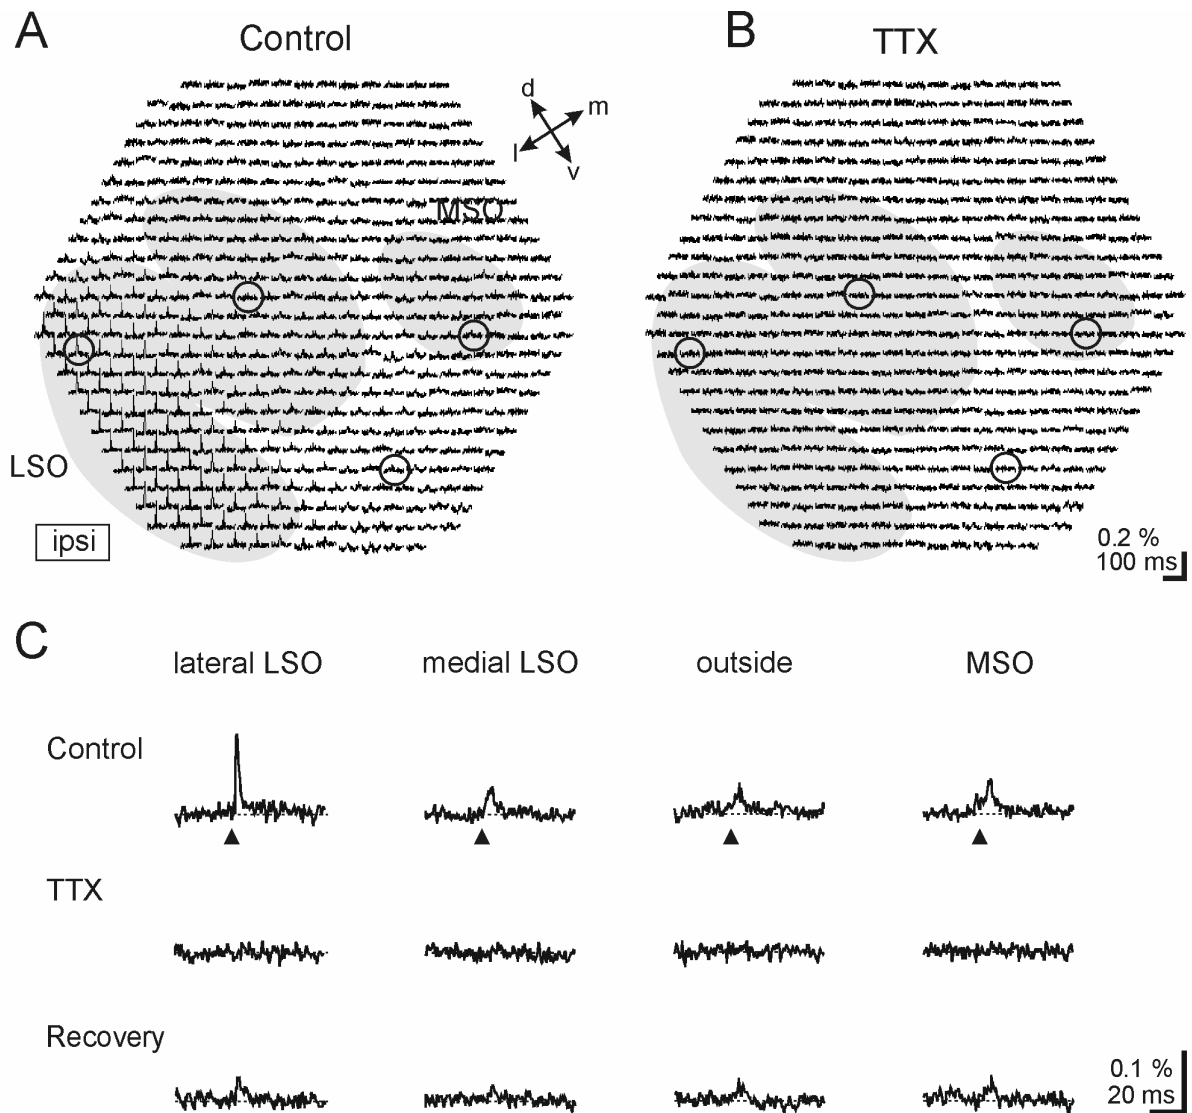 A
Control
B
TTX
d
m
l
v
MSO
LSO
ipsi
0.2 %
100 ms
C
lateral LSO
medial LSO
outside
MSO
Control
TTX
Recovery
0.1 %
20 ms